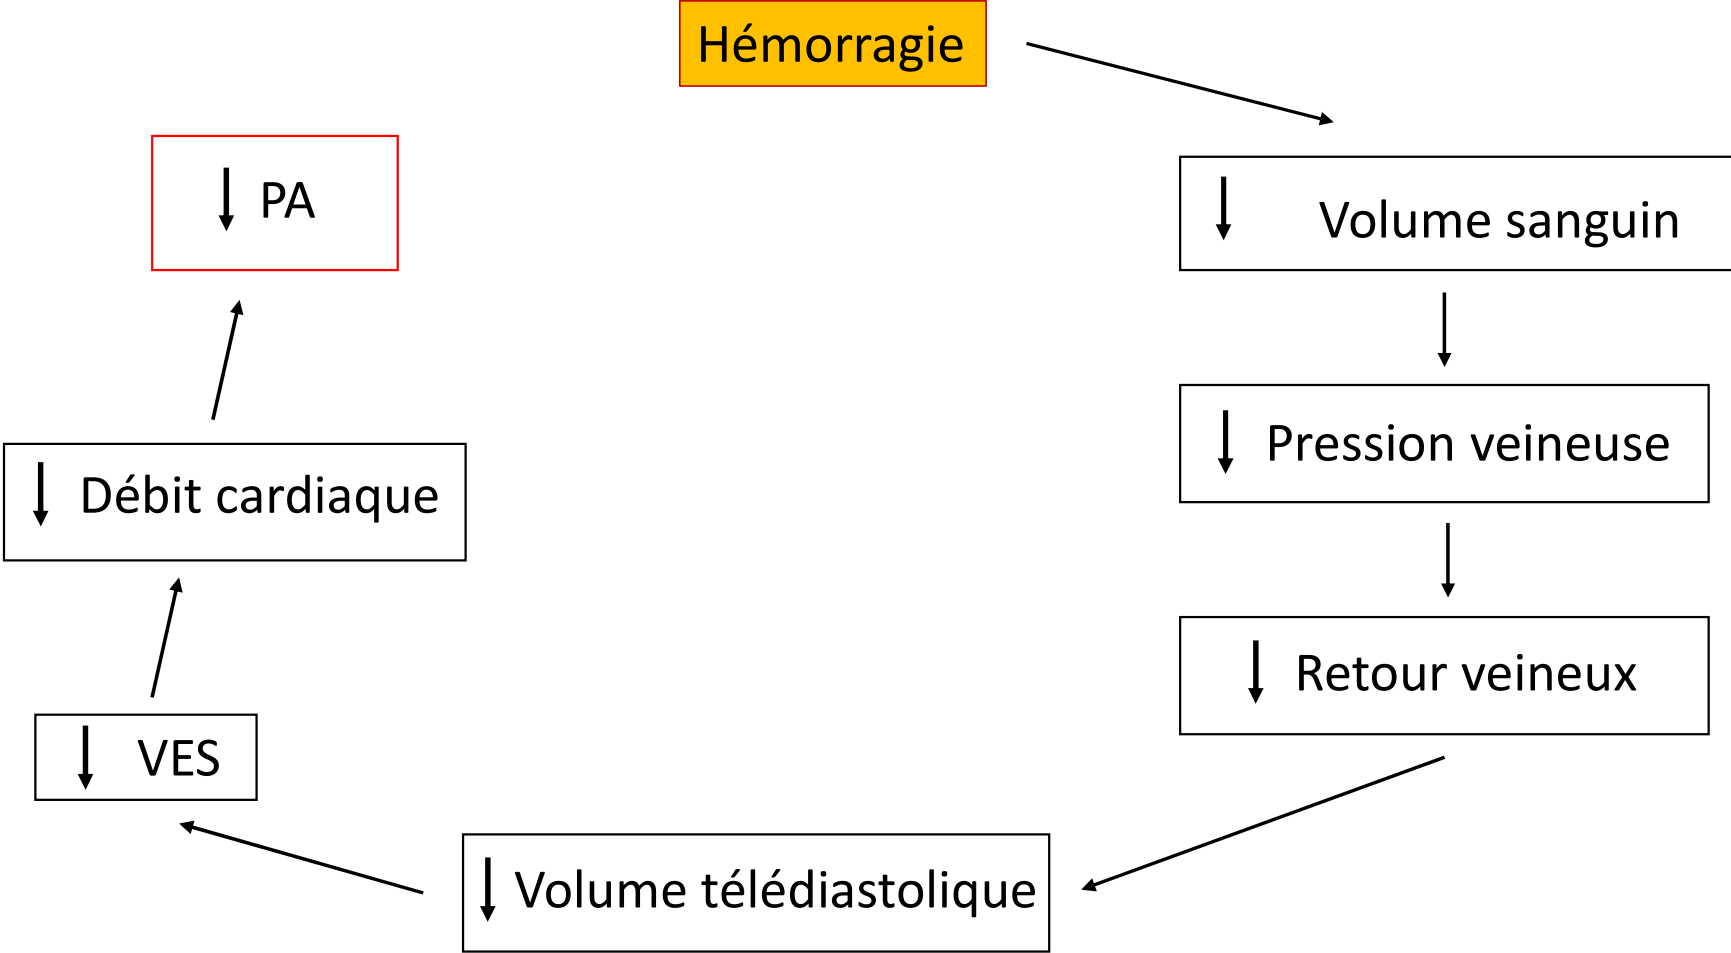 Hémorragie
Volume sanguin
Pression veineuse
Retour veineux
Volume télédiastolique
VES
Débit cardiaque
PA